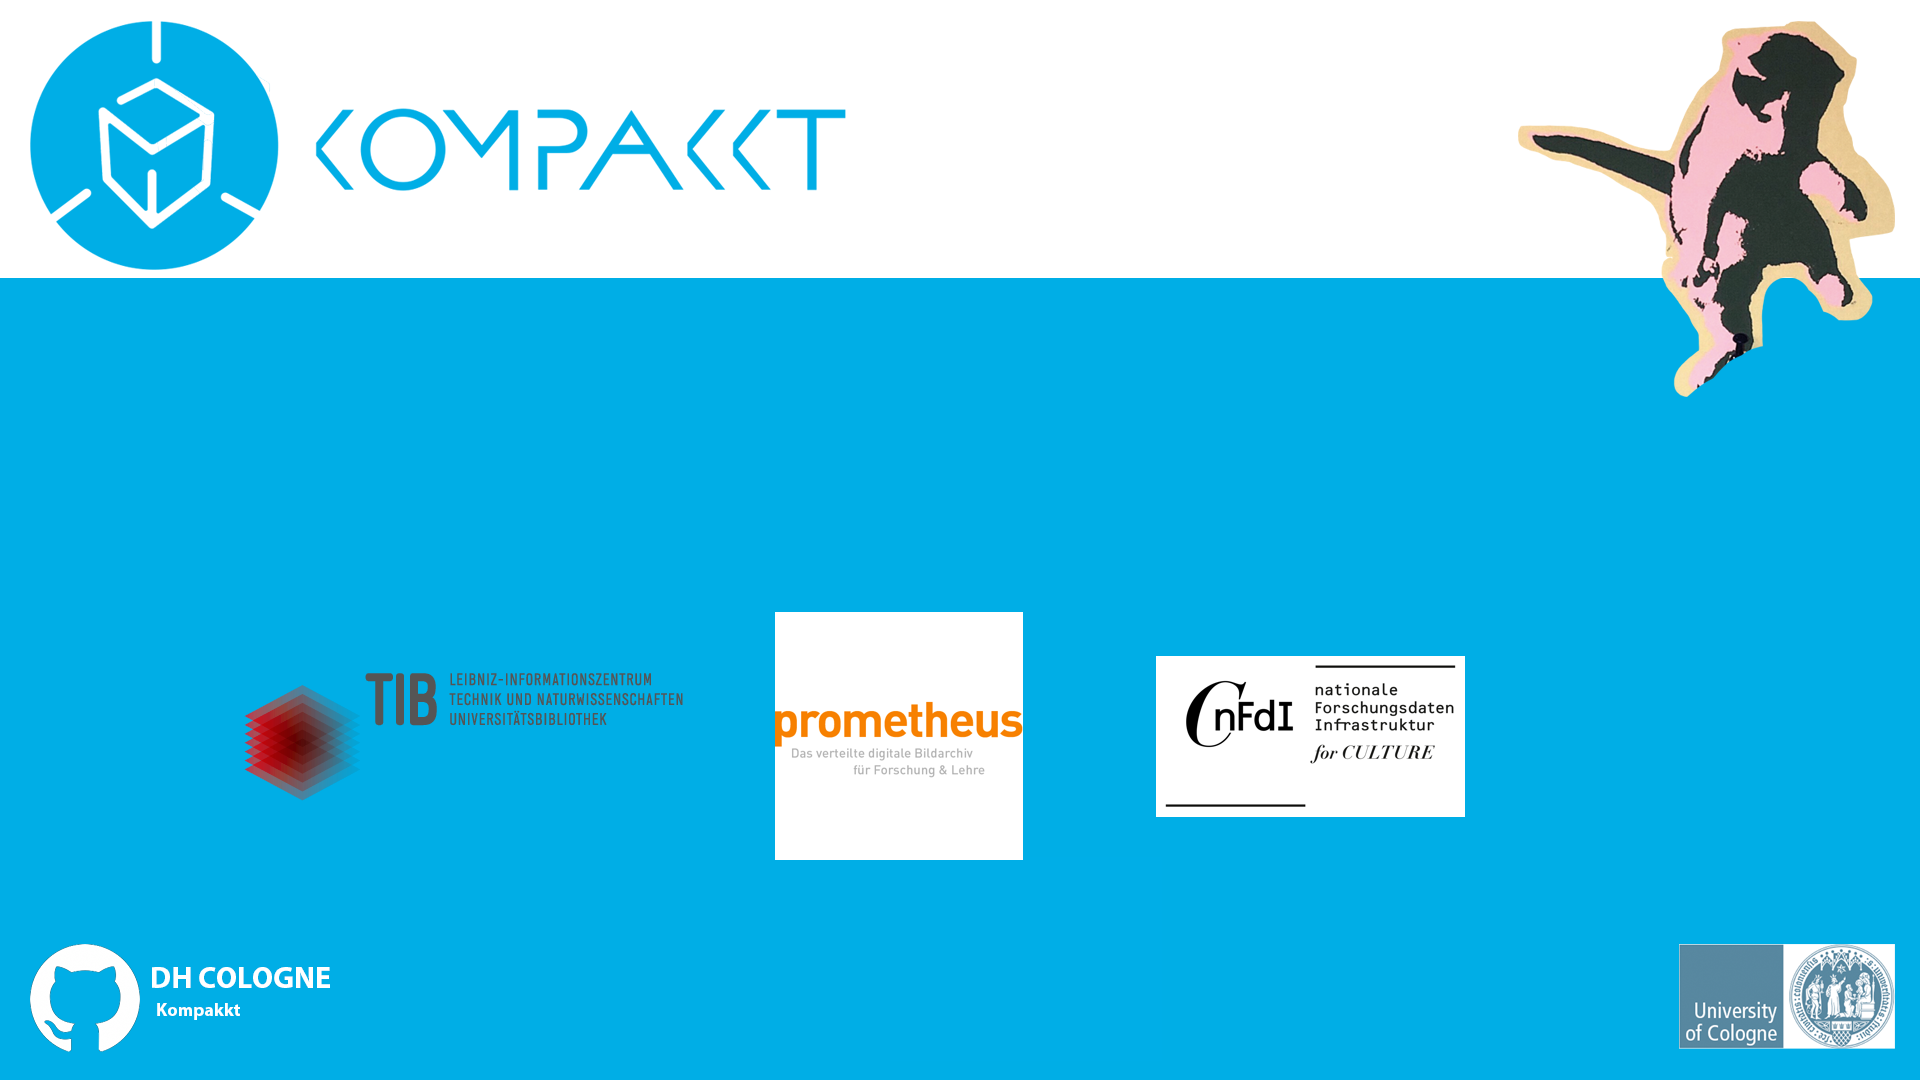 KOMPAKKT
TIB
LEIBNIZ-INFORMATIONSZENTRUM
TECHNIK UND NATURWISSENSCHAFTEN
UNIVERSITÄTSBIBLIOTHEK
prometheus
Das verteilte digitale Bildarchiv
für Forschung & Lehre
nFdI
nationale
Forschungsdaten
Infrastruktur
for CULTURE
DH COLOGNE
Kompakkt
University
of Cologne